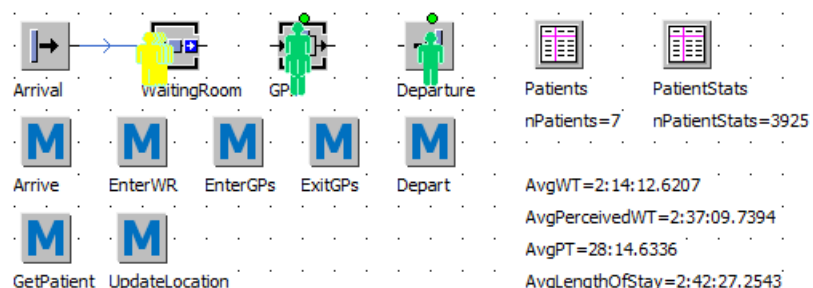 Arrival WaitingRoom GPs Departure Patients PatientStats
nPatients=7 nPatientStats=3925
M M M M M
Arrive EnterWR EnterGPs ExitGPs Depart AvgWT=2:14:12.6207
AvgPerceivedWT=2:37:09.7394
M M
AvgPT=28:14.6336
GetPatient UpdateLocation AvgLengthOfStay=2:42:27.2543